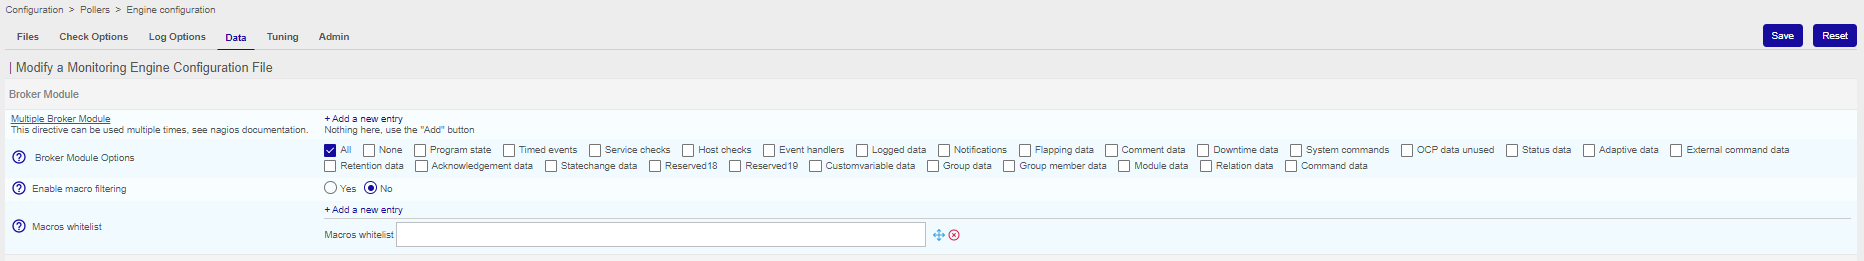 Configuration > Pollers > Engine configuration
Files Check Options Log Options Data Tuning Admin Save Reset
| Modify a Monitoring Engine Configuration File
Broker Module
Multiple Broker Module + Add a new entry
This directive can be used multiple times, see nagios documentation. Nothing here, use the "Add" button
? Broker Module Options All None Program state Timed events Service checks Host checks Event handlers Logged data Notifications Flapping data Comment data Downtime data System commands OCP data unused Status data Adaptive data External command data
Retention data Acknowledgement data Statechange data Reserved18 Reserved19 Customvariable data Group data Group member data Module data Relation data Command data
? Enable macro filtering Yes No
+ Add a new entry
? Macros whitelist
Macros whitelist